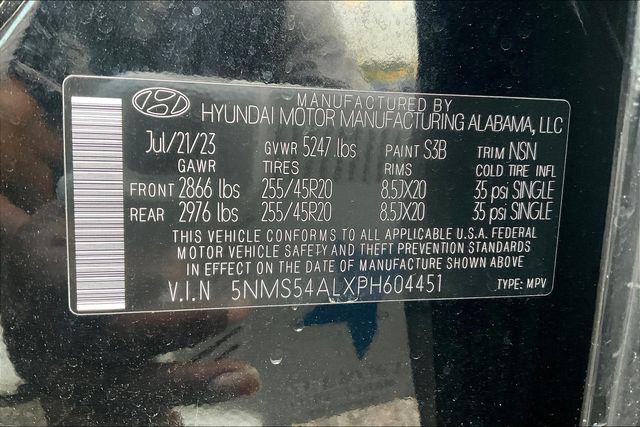 MANUFACTURED BY
HYUNDAI MOTOR MANUFACTURING ALABAMA, LLC
Jul/21/23 GVWR 5247 lbs PAINT S3B TRIM NSN
GAWR TIRES RIMS COLD TIRE INFL
FRONT 2866 lbs 255/45R20 8.5JX20 35 psi SINGLE
REAR 2976 lbs 255/45R20 8.5JX20 35 psi SINGLE
THIS VEHICLE CONFORMS TO ALL APPLICABLE U.S.A. FEDERAL
MOTOR VEHICLE SAFETY AND THEFT PREVENTION STANDARDS
IN EFFECT ON THE DATE OF MANUFACTURE SHOWN ABOVE
V.I.N 5NMS54ALXPH604451 TYPE: MPV